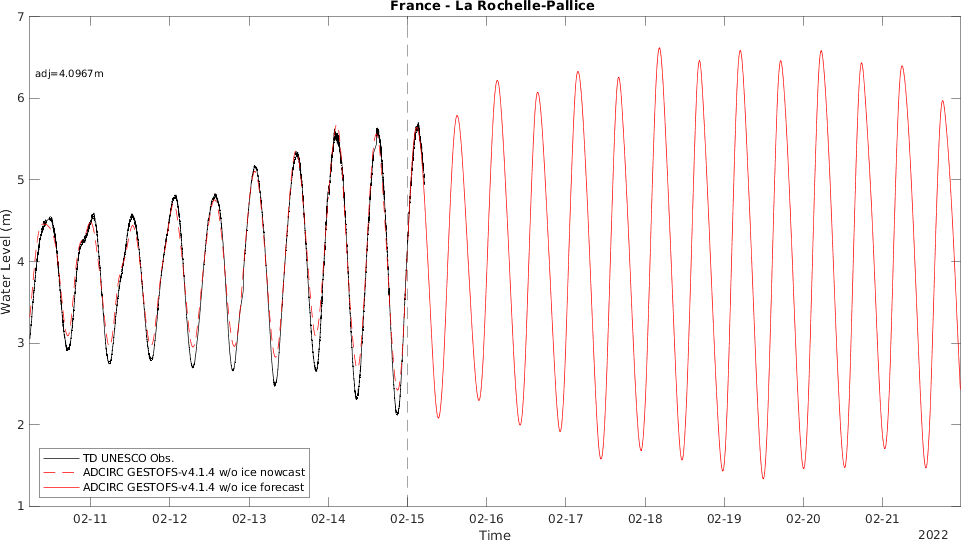 France - La Rochelle-Pallice
adj=4.0967m
7
6
5
4
3
2
1
Water Level (m)
TD UNESCO Obs.
ADCIRC GESTOFS-v4.1.4 w/o ice nowcast
ADCIRC GESTOFS-v4.1.4 w/o ice forecast
02-11 02-12 02-13 02-14 02-15 02-16 02-17 02-18 02-19 02-20 02-21
Time
2022